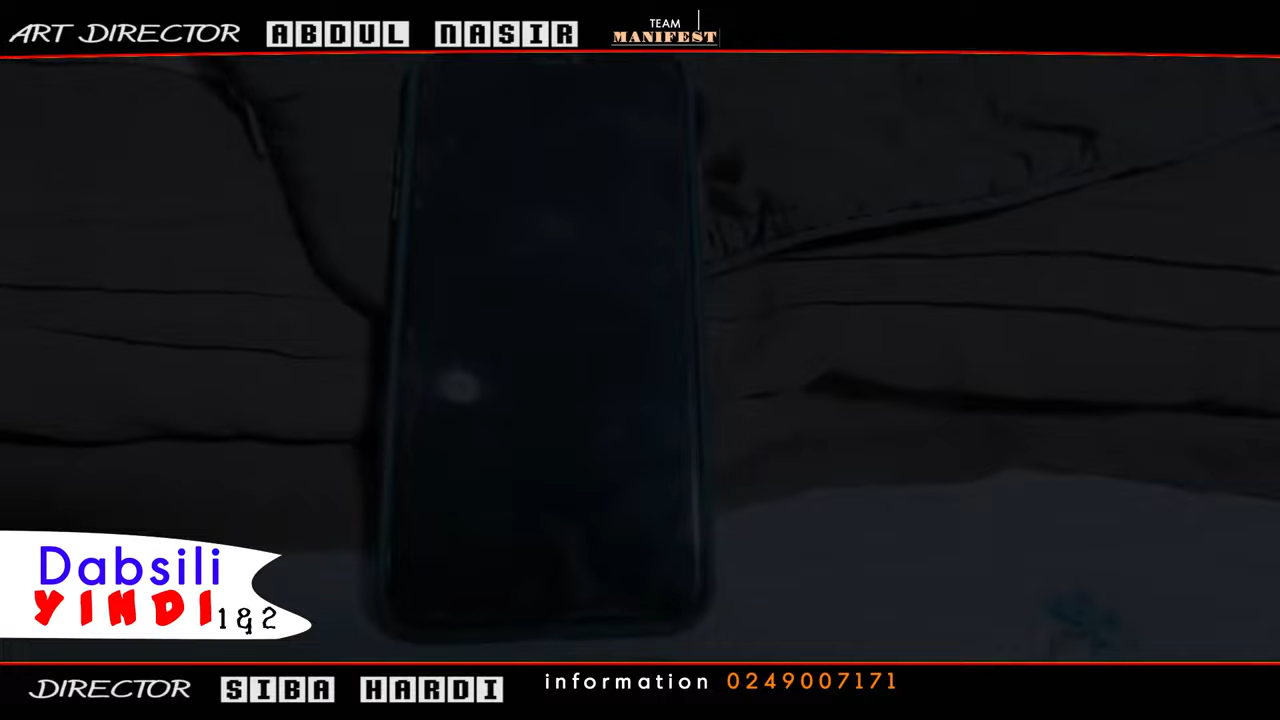 ART DIRECTOR ABDUL NASIR TEAM
MANIFEST
Dabsili
YINDI 1 & 2
DIRECTOR SIBA HARDI information 0249007171